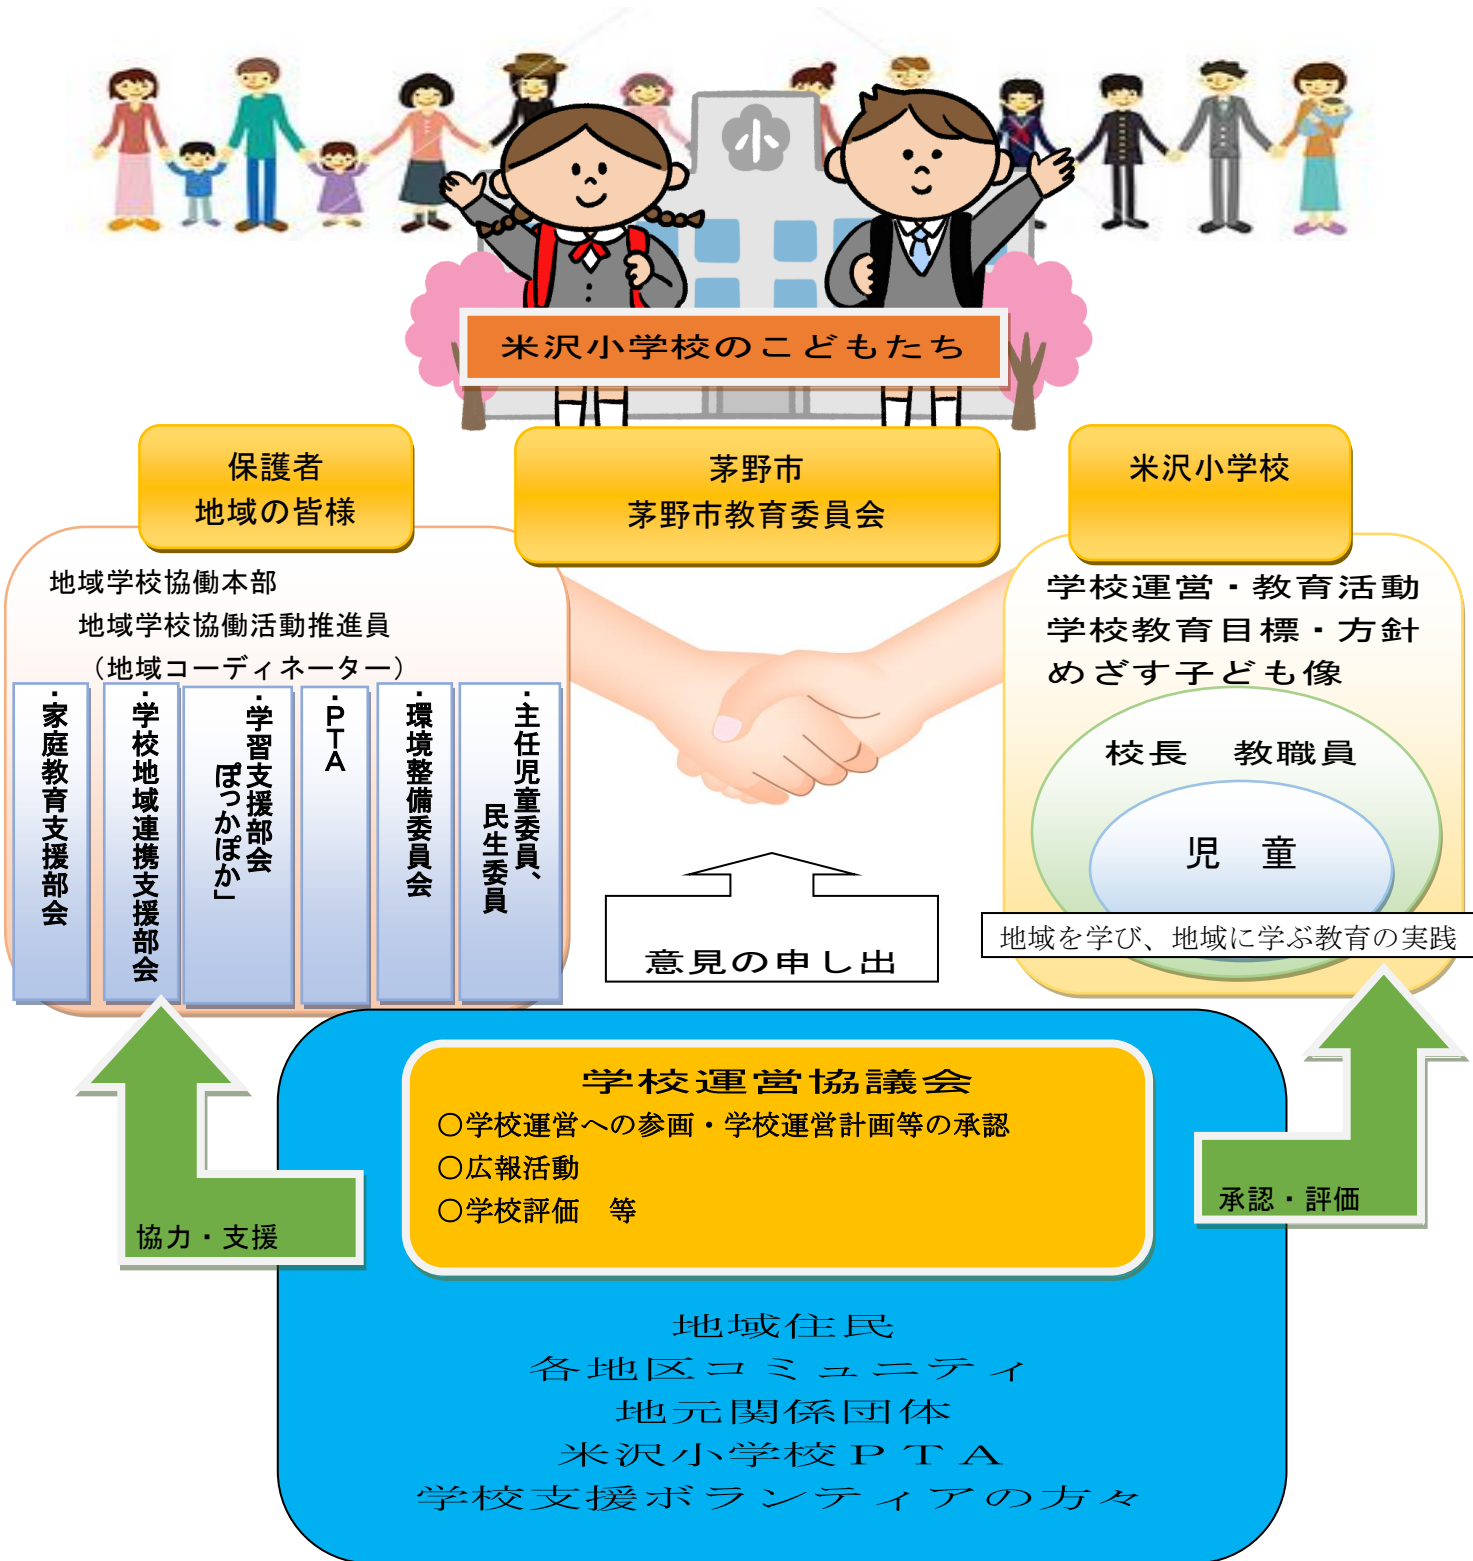 小
米沢小学校のこどもたち
保護者
地域の皆様
茅野市
茅野市教育委員会
米沢小学校
地域学校協働本部
地域学校協働活動推進員
（地域コーディネーター）
・家庭教育支援部会
・学校地域連携支援部会
・学習支援部会
ぽっかぽか」
・PTA
・環境整備委員会
・主任児童委員、
民生委員
学校運営・教育活動
学校教育目標・方針
めざす子ども像
校長　教職員
児　童
地域を学び、地域に学ぶ教育の実践
意見の申し出
学校運営協議会
○学校運営への参画・学校運営計画等の承認
○広報活動
○学校評価　等
協力・支援
承認・評価
地域住民
各地区コミュニティ
地元関係団体
米沢小学校ＰＴＡ
学校支援ボランティアの方々